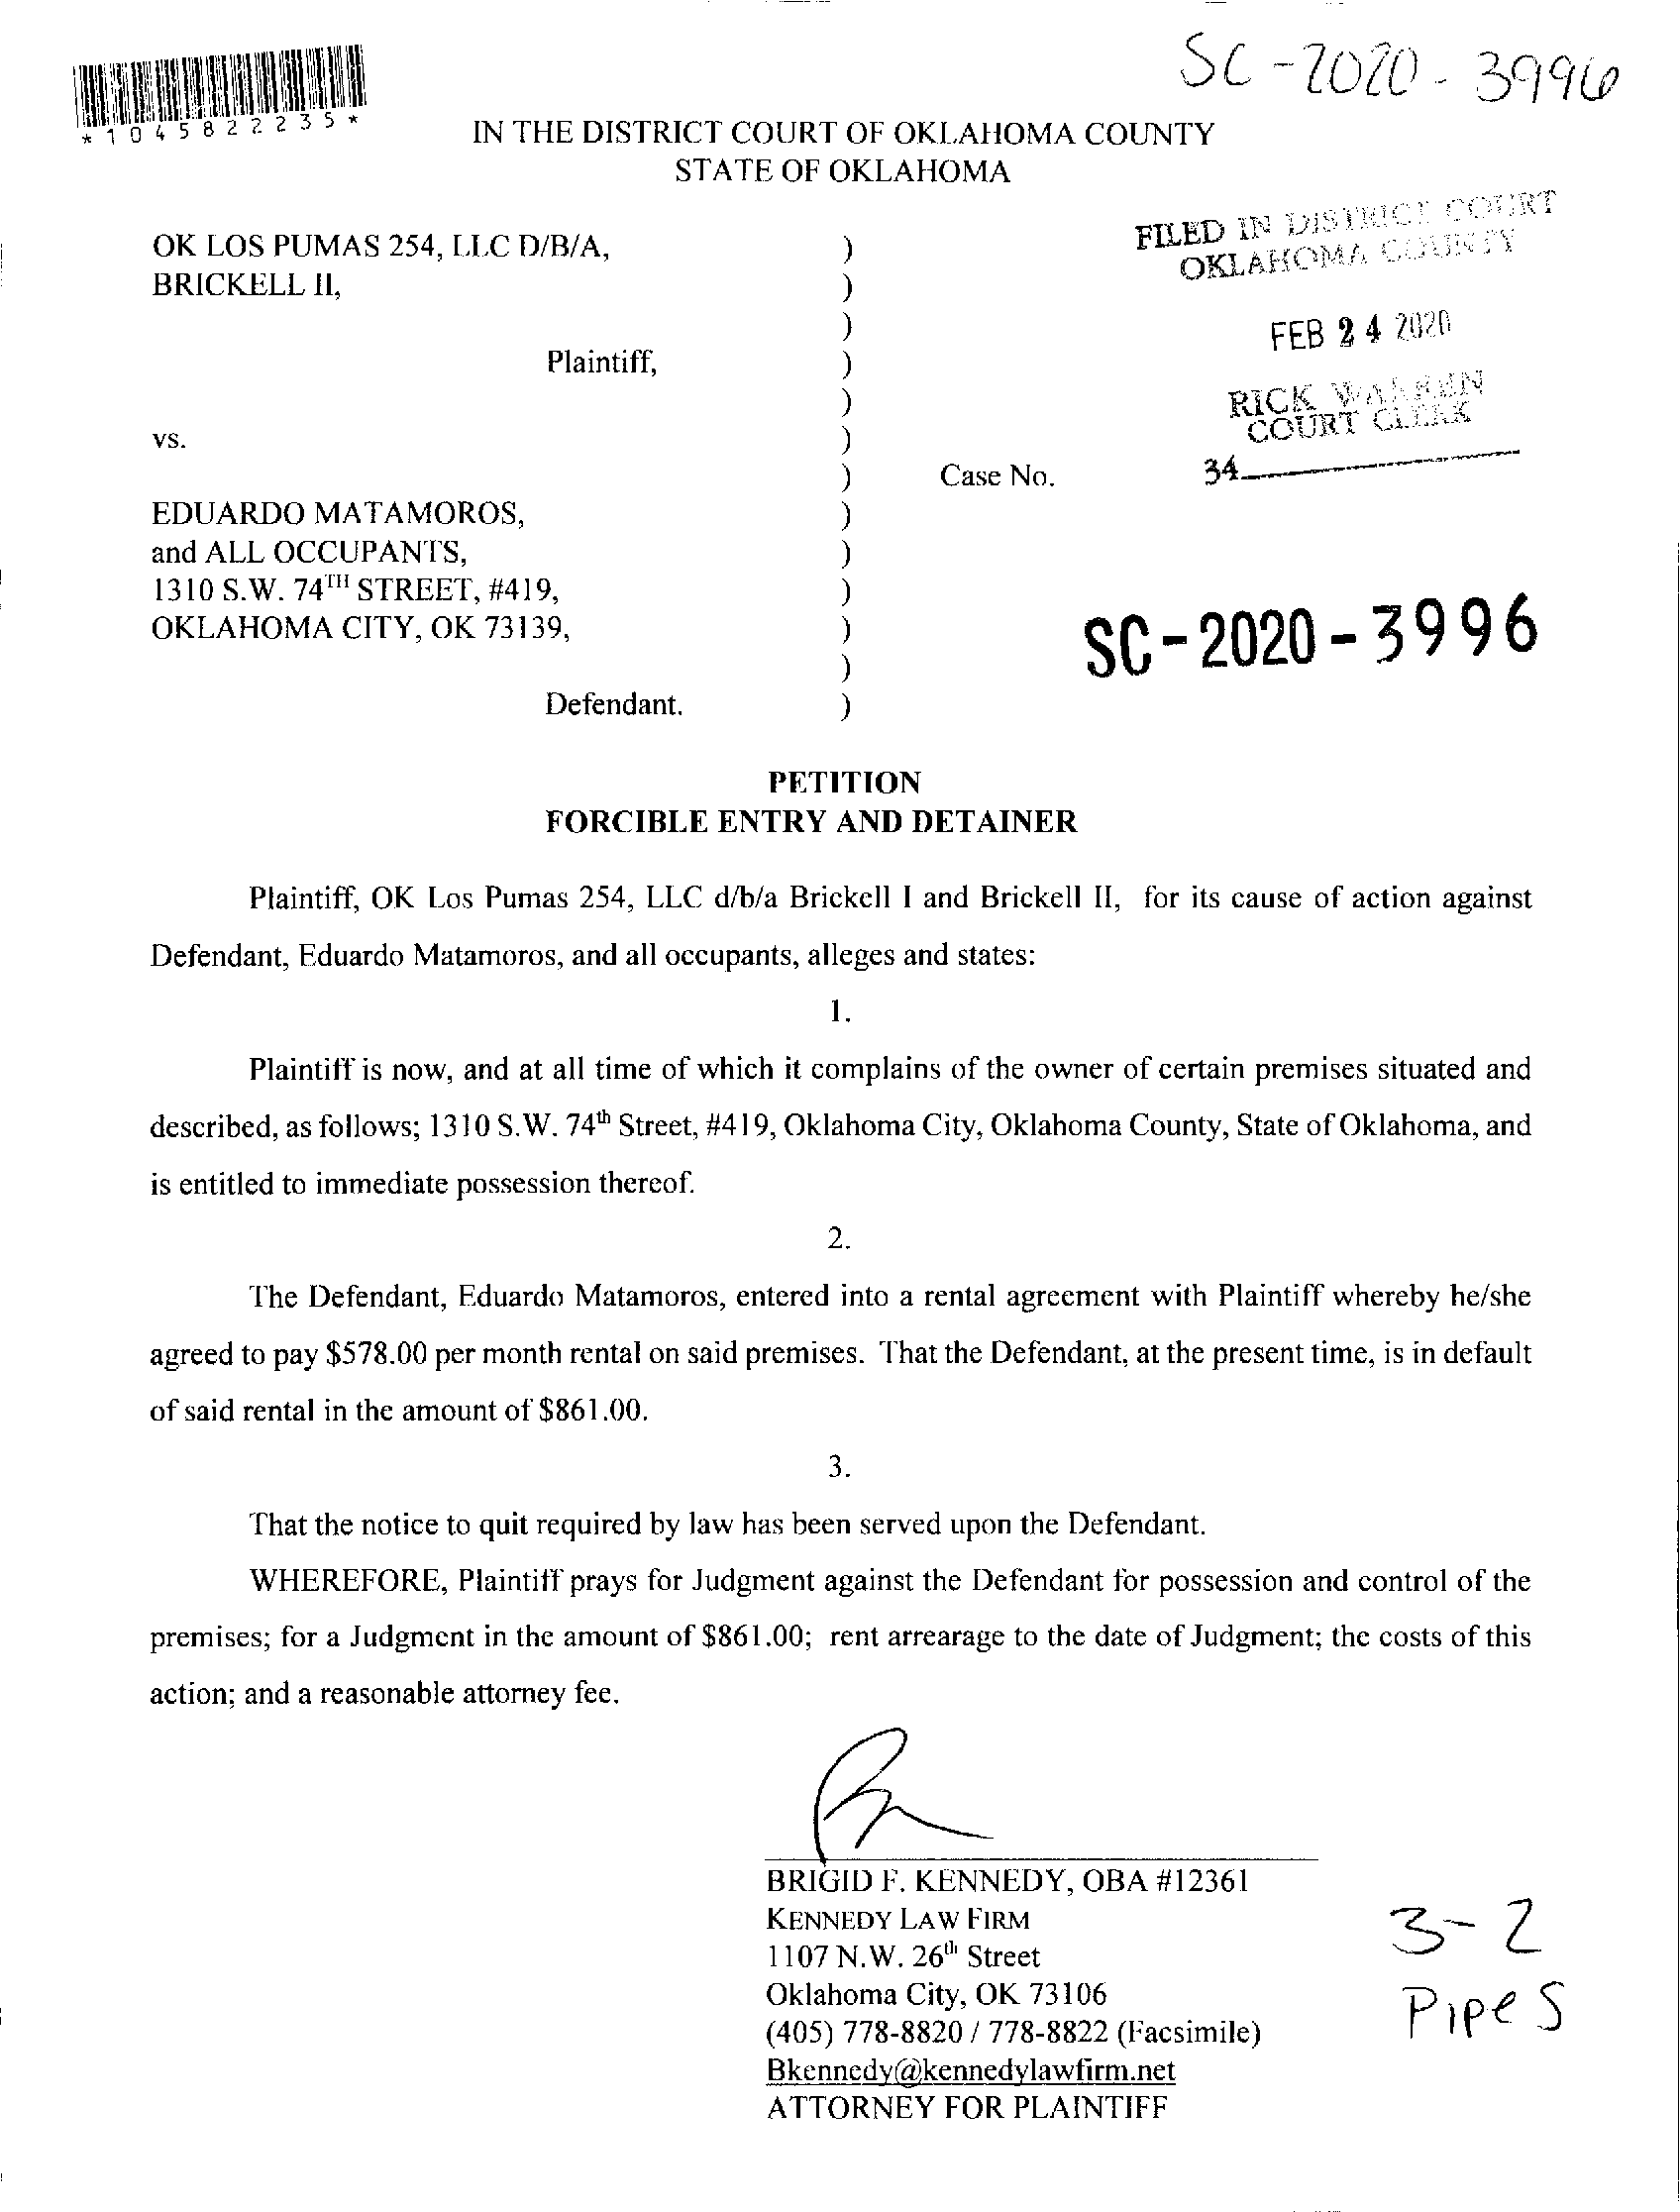 SC-2020-3996
*1045822235*
IN THE DISTRICT COURT OF OKLAHOMA COUNTY
STATE OF OKLAHOMA
FILED IN DISTRICT COURT
OKLAHOMA COUNTY
FEB 24 2020
RICK WARREN
COURT CLERK
34
OK LOS PUMAS 254, LLC D/B/A, )
BRICKELL II, )
)
Plaintiff, )
)
vs. )
) Case No.
EDUARDO MATAMOROS, )
and ALL OCCUPANTS, )
1310 S.W. 74TH STREET, #419, )
OKLAHOMA CITY, OK 73139, )
)
Defendant. )
SC-2020-3996
PETITION
FORCIBLE ENTRY AND DETAINER
Plaintiff, OK Los Pumas 254, LLC d/b/a Brickell I and Brickell II, for its cause of action against
Defendant, Eduardo Matamoros, and all occupants, alleges and states:
1.
Plaintiff is now, and at all time of which it complains of the owner of certain premises situated and
described, as follows; 1310 S.W. 74th Street, #419, Oklahoma City, Oklahoma County, State of Oklahoma, and
is entitled to immediate possession thereof.
2.
The Defendant, Eduardo Matamoros, entered into a rental agreement with Plaintiff whereby he/she
agreed to pay $578.00 per month rental on said premises. That the Defendant, at the present time, is in default
of said rental in the amount of $861.00.
3.
That the notice to quit required by law has been served upon the Defendant.
WHEREFORE, Plaintiff prays for Judgment against the Defendant for possession and control of the
premises; for a Judgment in the amount of $861.00; rent arrearage to the date of Judgment; the costs of this
action; and a reasonable attorney fee.
BRIGID F. KENNEDY, OBA #12361
KENNEDY LAW FIRM
1107 N.W. 26th Street
Oklahoma City, OK 73106
(405) 778-8820 / 778-8822 (Facsimile)
Bkennedy@kennedylawfirm.net
ATTORNEY FOR PLAINTIFF
3-2
Pipes